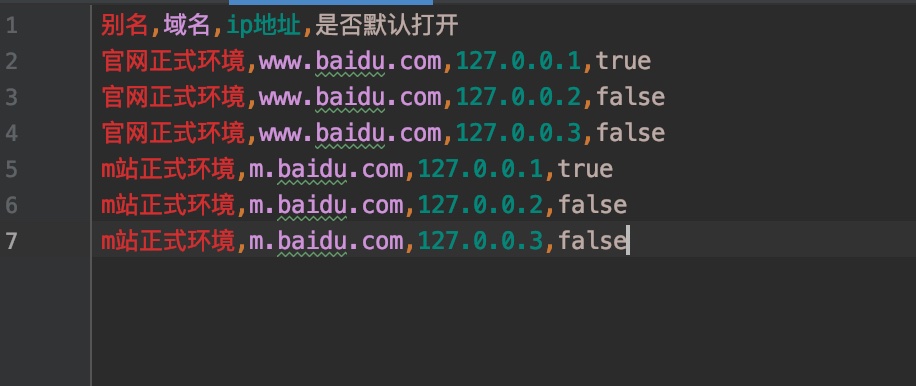 1 别名,域名,ip地址,是否默认打开
2 官网正式环境,www.baidu.com,127.0.0.1,true
3 官网正式环境,www.baidu.com,127.0.0.2,false
4 官网正式环境,www.baidu.com,127.0.0.3,false
5 m站正式环境,m.baidu.com,127.0.0.1,true
6 m站正式环境,m.baidu.com,127.0.0.2,false
7 m站正式环境,m.baidu.com,127.0.0.3,false